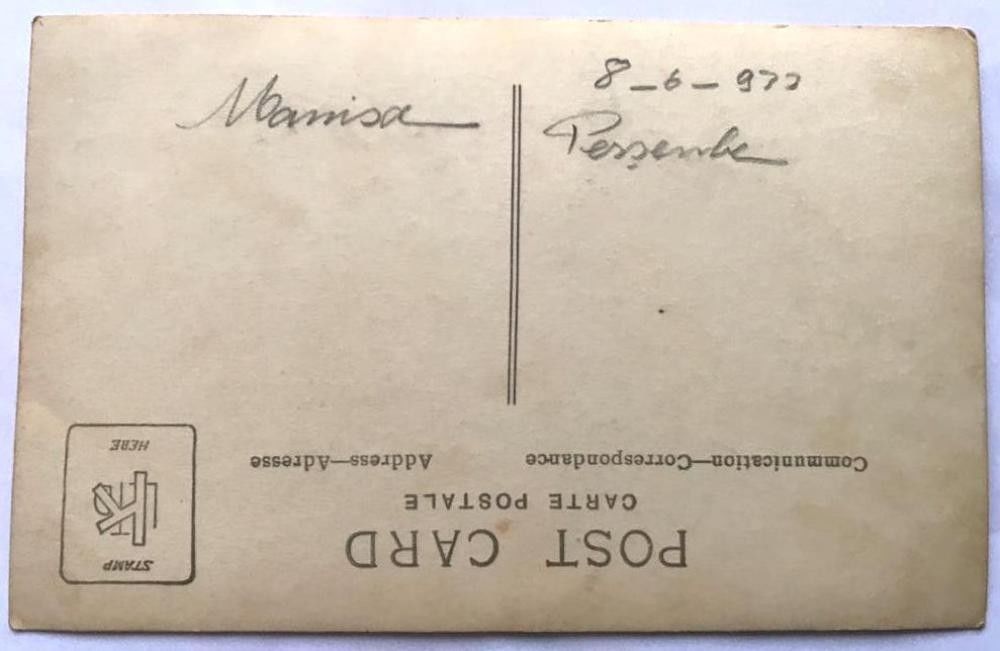 Manisa
8-6-933
Perşembe
POST CARD
CARTE POSTALE
Communication—Correspondance
Address—Adresse
STAMP
HERE